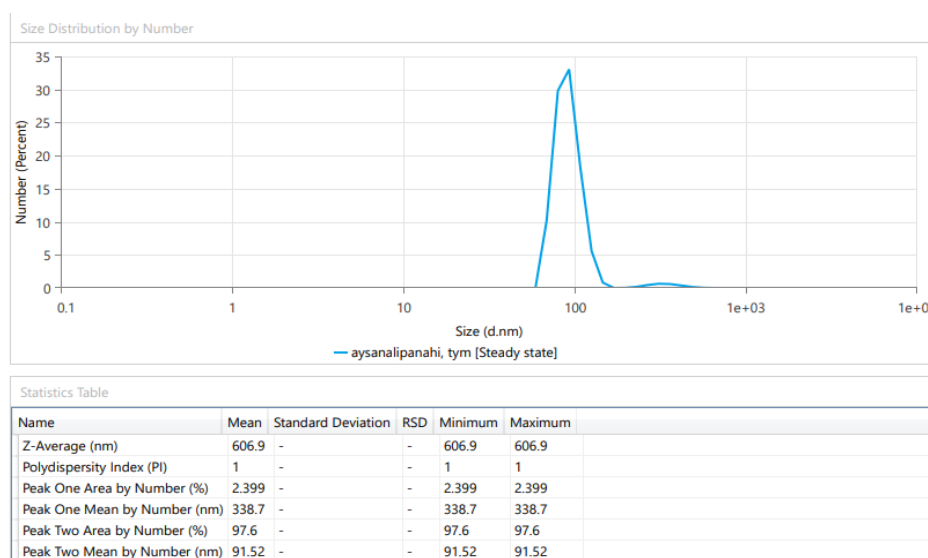 Size Distribution by Number
35
30
25
20
15
10
5
0
Number (Percent)
0.1 1 10 100 1e+03 1e+0
Size (d.nm)
aysanalipanahi, tym [Steady state]
Statistics Table
Name Mean Standard Deviation RSD Minimum Maximum
Z-Average (nm) 606.9 - - 606.9 606.9
Polydispersity Index (PI) 1 - - 1 1
Peak One Area by Number (%) 2.399 - - 2.399 2.399
Peak One Mean by Number (nm) 338.7 - - 338.7 338.7
Peak Two Area by Number (%) 97.6 - - 97.6 97.6
Peak Two Mean by Number (nm) 91.52 - - 91.52 91.52